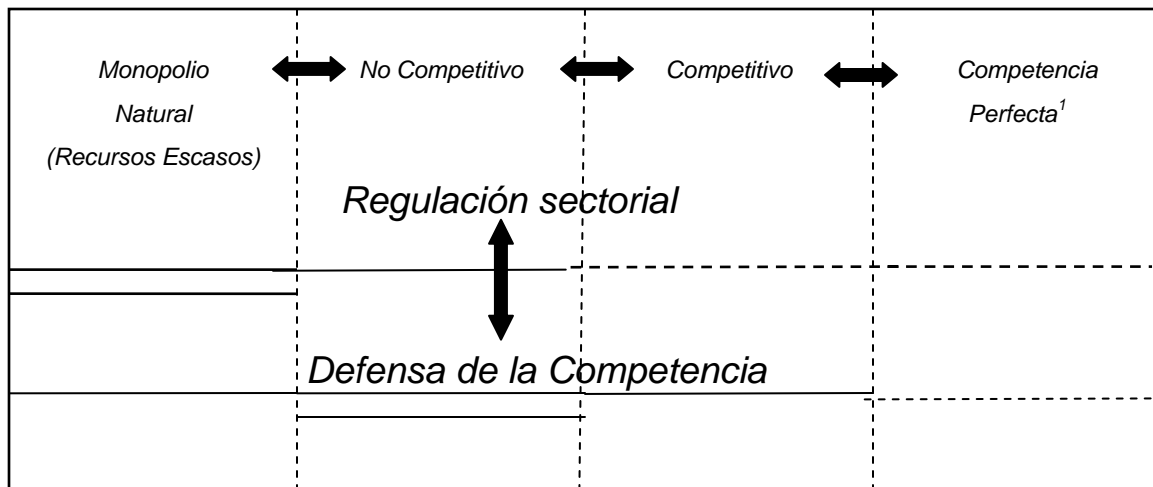 Monopolio
Natural
(Recursos Escasos)
No Competitivo
Competitivo
Competencia
Perfecta¹
Regulación sectorial
Defensa de la Competencia